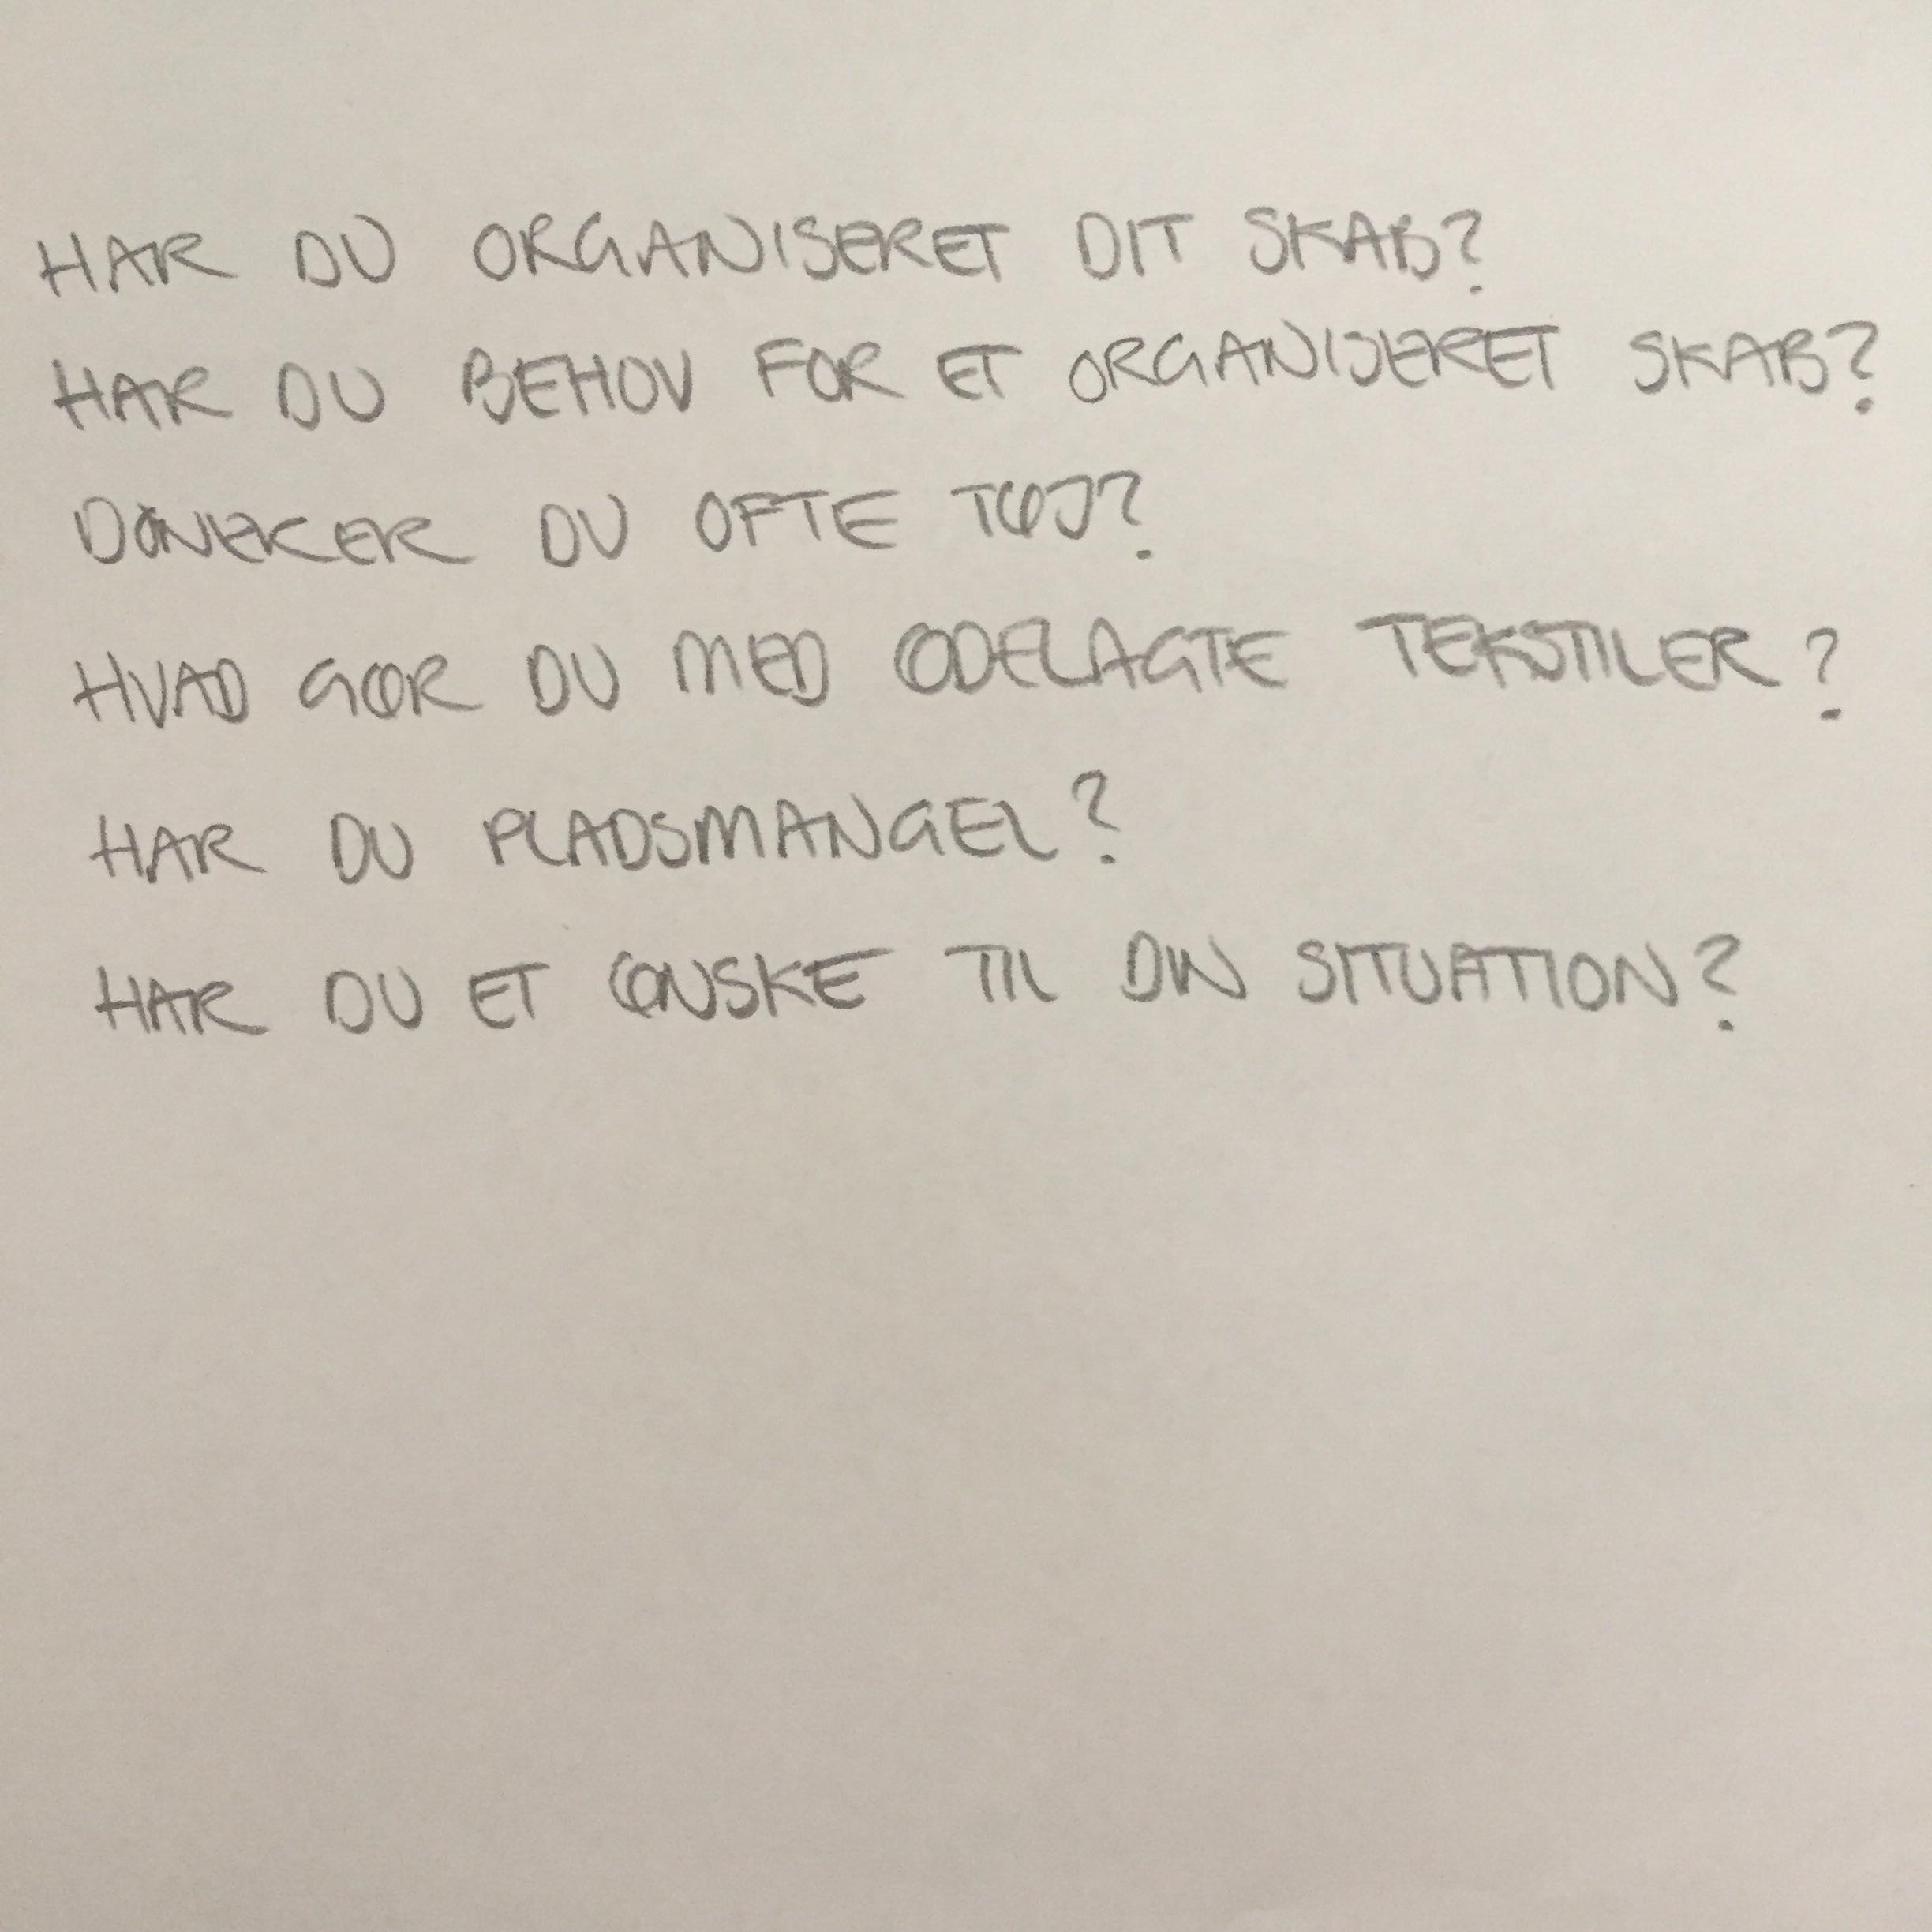 HAR DU ORGANISERET DIT SKAB?
HAR DU BEHOV FOR ET ORGANISERET SKAB?
DONERER DU OFTE TØJ?
HVAD GØR DU MED ØDELAGTE TEKSTILER?
HAR DU PLADSMANGEL?
HAR DU ET ØNSKE TIL DIN SITUATION?